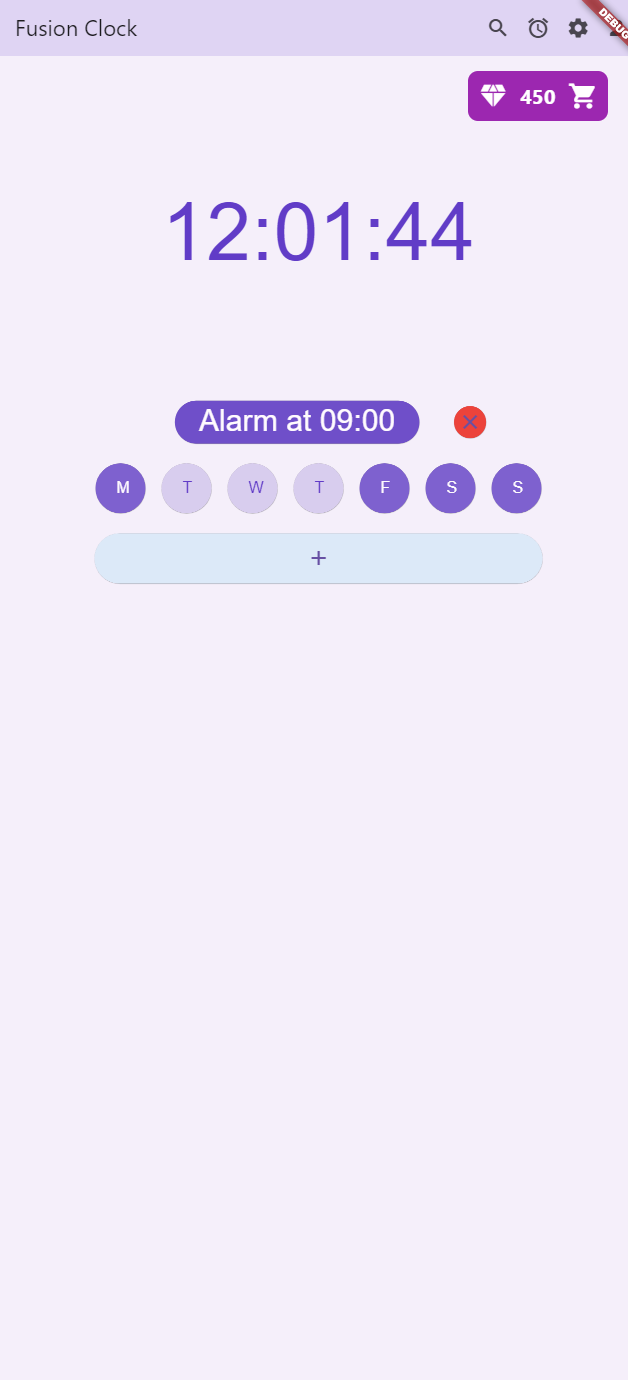 Fusion Clock
DEBUG
450
12:01:44
Alarm at 09:00
M T W T F S S
+